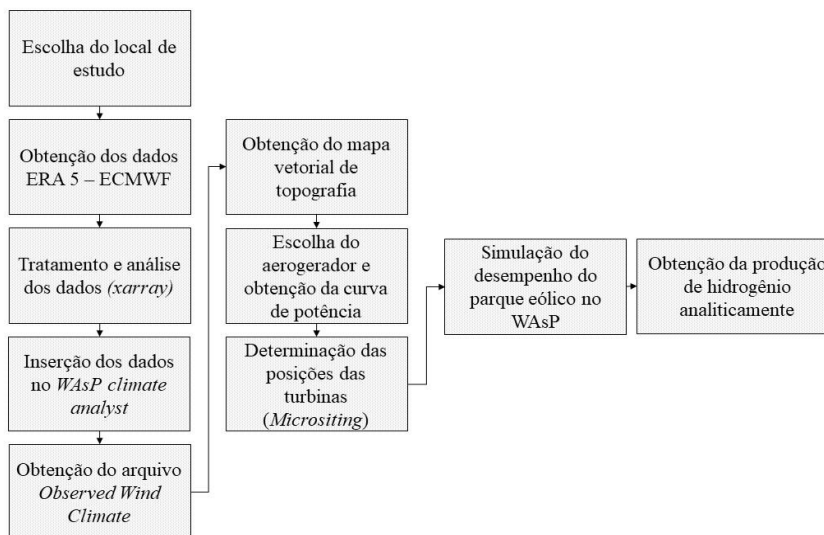 Escolha do local de
estudo
Obtenção dos dados
ERA 5 – ECMWF
Tratamento e análise
dos dados (xarray)
Inserção dos dados
no WAsP climate
analyst
Obtenção do arquivo
Observed Wind
Climate
Obtenção do mapa
vetorial de
topografia
Escolha do
aerogerador e
obtenção da curva
de potência
Determinação das
posições das
turbinas
(Micrositing)
Simulação do
desempenho do
parque eólico no
WAsP
Obtenção da produção
de hidrogênio
analiticamente